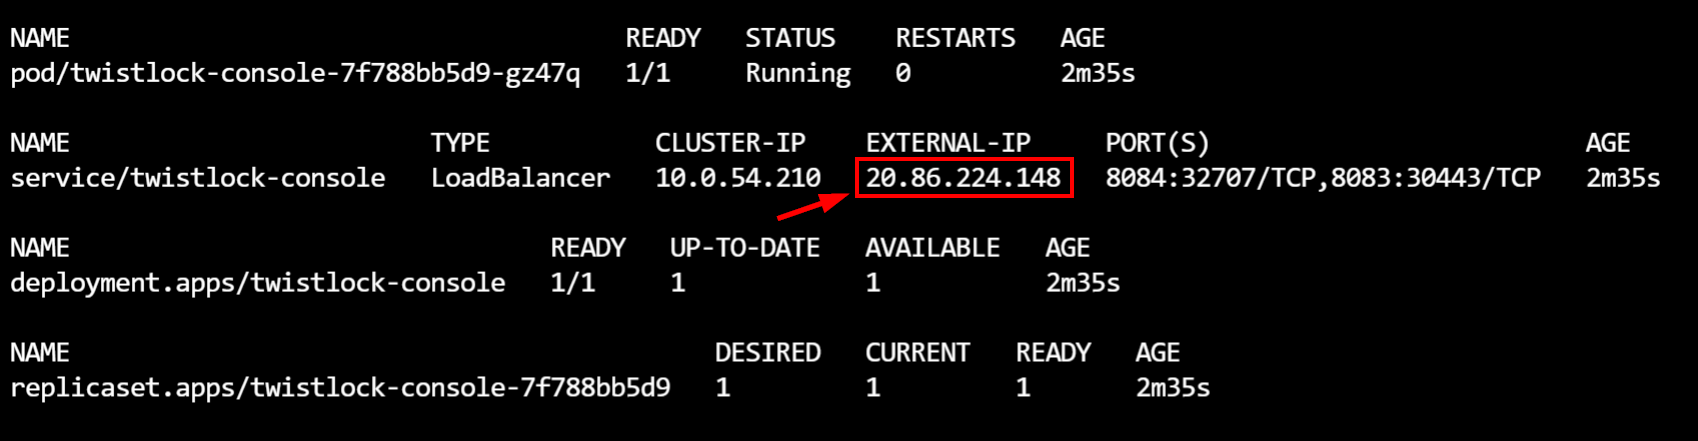 NAME READY STATUS RESTARTS AGE
pod/twistlock-console-7f788bb5d9-gz47q 1/1 Running 0 2m35s
NAME TYPE CLUSTER-IP EXTERNAL-IP PORT(S) AGE
service/twistlock-console LoadBalancer 10.0.54.210 20.86.224.148 8084:32707/TCP,8083:30443/TCP 2m35s
NAME READY UP-TO-DATE AVAILABLE AGE
deployment.apps/twistlock-console 1/1 1 1 2m35s
NAME DESIRED CURRENT READY AGE
replicaset.apps/twistlock-console-7f788bb5d9 1 1 1 2m35s